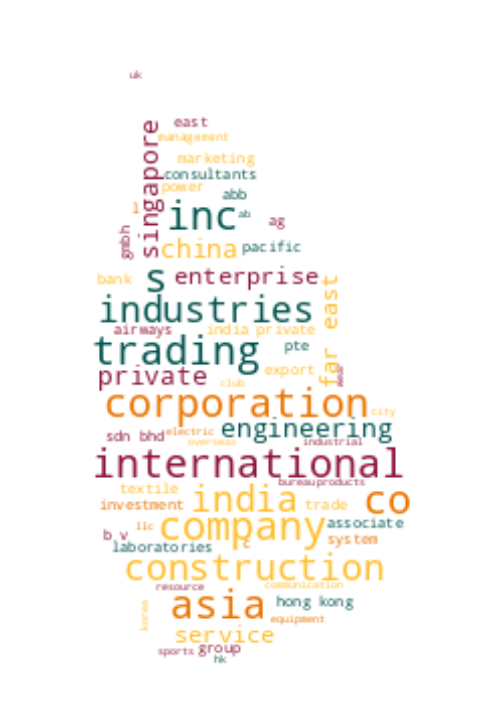 uk
east
singapore
management
marketing
consultants
power
abb
l
inc
ab
ag
gmbh
china
pacific
s
bank
enterprise
far east
industries
airways
india private
trading
pte
private
export
club
corporation
city
engineering
sdn bhd
electric
overseas
industrial
international
bureau
products
textile
india
co
investment
trade
company
associate
llc
b v
c
system
laboratories
construction
resource
communication
asia
hong kong
korea
equipment
service
sports
group
hk